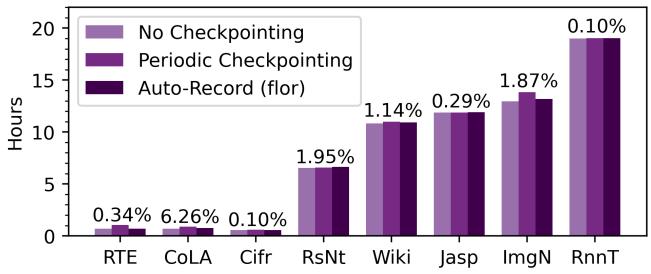 20
15
10
5
0
Hours
No Checkpointing
Periodic Checkpointing
Auto-Record (flor)
0.34%
6.26%
0.10%
1.95%
1.14%
0.29%
1.87%
0.10%
RTE
CoLA
Cifr
RsNt
Wiki
Jasp
ImgN
RnnT